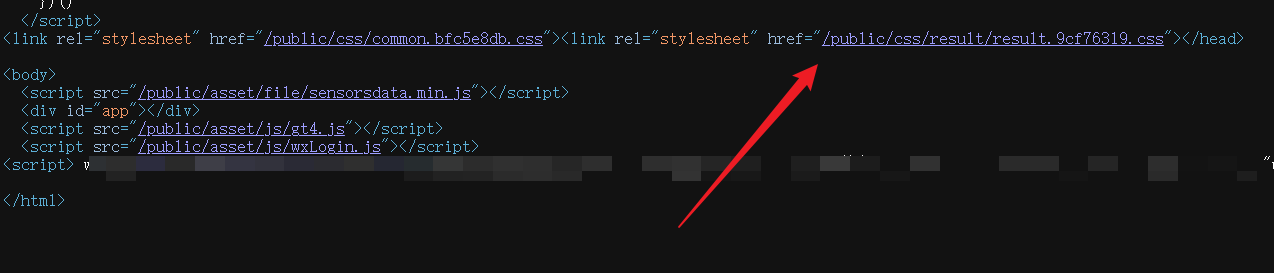 })()
</script>
<link rel="stylesheet" href="/public/css/common.bfc5e8db.css"><link rel="stylesheet" href="/public/css/result/result.9cf76319.css"></head>
<body>
<script src="/public/asset/file/sensorsdata.min.js"></script>
<div id="app"></div>
<script src="/public/asset/js/gt4.js"></script>
<script src="/public/asset/js/wxLogin.js"></script>
<script>
</html>